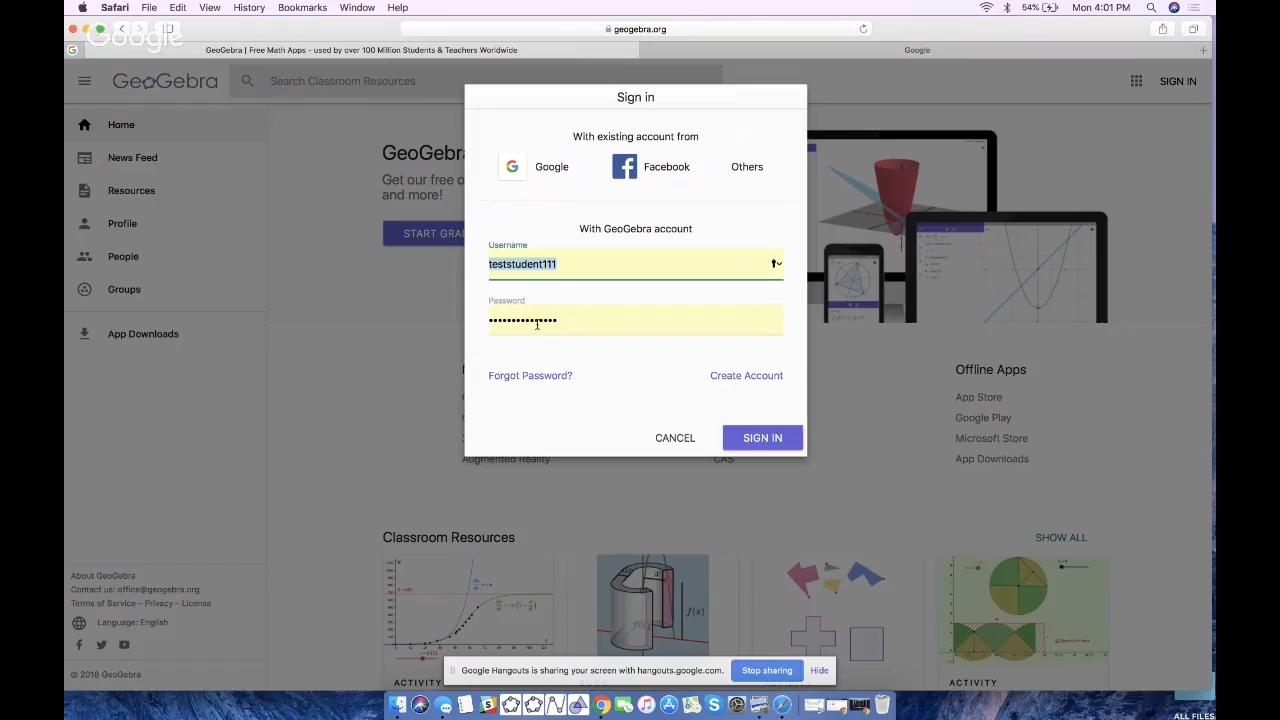 Safari File Edit View History Bookmarks Window Help
54% Mon 4:01 PM
Google
geogebra.org
GeoGebra | Free Math Apps - used by over 100 Million Students & Teachers Worldwide
Google
GeoGebra
Search Classroom Resources
SIGN IN
Home
News Feed
Resources
Profile
People
Groups
App Downloads
GeoGebra
Get our free
and more!
START GRA
Sign in
With existing account from
Google Facebook Others
With GeoGebra account
Username
teststudent111
Password
Forgot Password? Create Account
CANCEL SIGN IN
Augmented Reality CAS
Offline Apps
App Store
Google Play
Microsoft Store
App Downloads
Classroom Resources SHOW ALL
f(x)
ACTIVITY
ACTIVITY
ACTIVITY
About GeoGebra
Contact us: office@geogebra.org
Terms of Service – Privacy – License
Language: English
© 2018 GeoGebra
Google Hangouts is sharing your screen with hangouts.google.com. Stop sharing Hide
ALL FILES